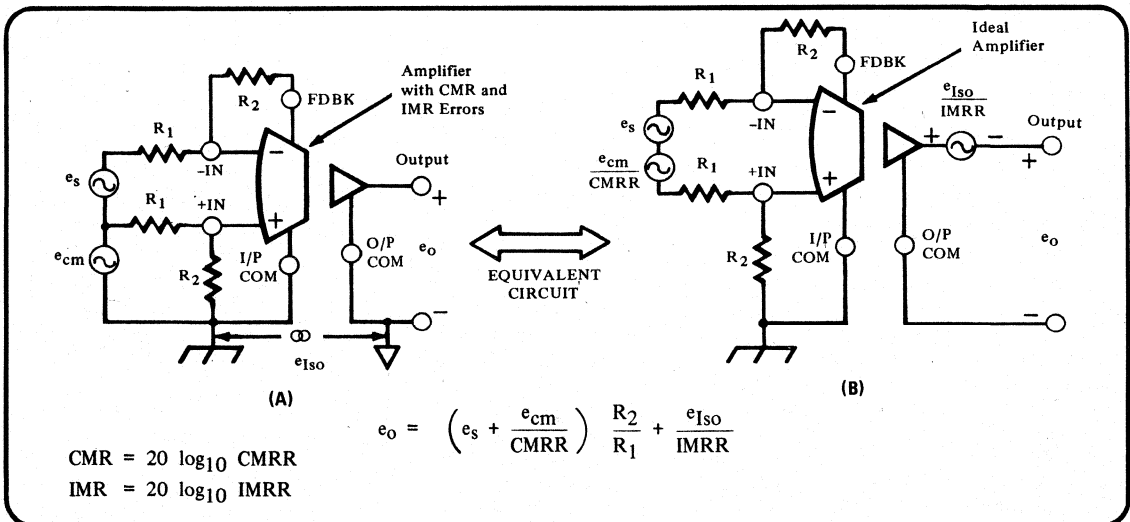 Amplifier
with CMR and
IMR Errors
R2
FDBK
R1
−IN
−
Output
+
es
R1
+IN
+
ecm
R2
I/P
COM
O/P
COM
eo
−
eIso
(A)
EQUIVALENT
CIRCUIT
Ideal
Amplifier
R2
FDBK
R1
−IN
−
eIso
IMRR
+
−
Output
+
es
ecm
CMRR
R1
+IN
+
R2
I/P
COM
O/P
COM
eo
−
(B)
eo = (es + ecm/CMRR) R2/R1 + eIso/IMRR
CMR = 20 log10 CMRR
IMR = 20 log10 IMRR